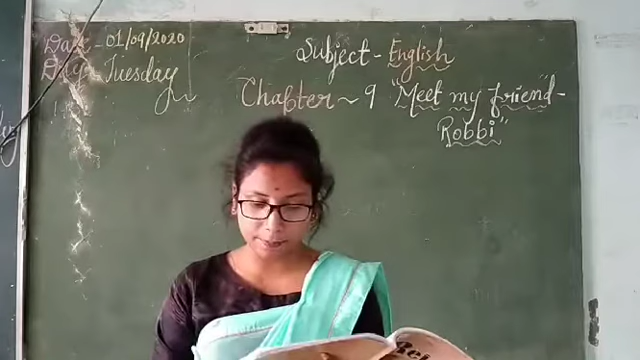 Date - 01/09/2020
Day - Tuesday
Subject - English
Chapter ~ 9 "Meet my friend -
Robbi"